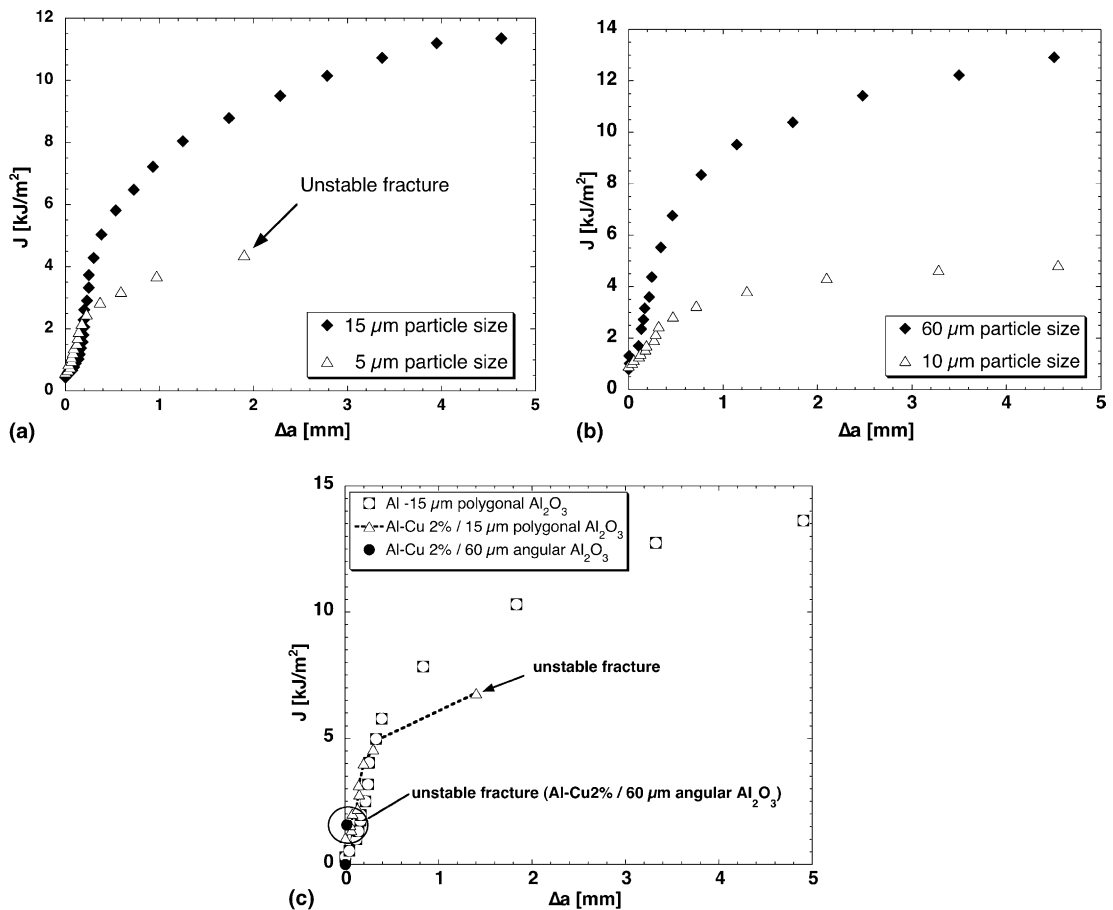 12
10
8
6
4
2
0
J [kJ/m²]
Unstable fracture
15 µm particle size
5 µm particle size
0 1 2 3 4 5
Δa [mm]
(a)
14
12
10
8
6
4
2
0
J [kJ/m²]
60 µm particle size
10 µm particle size
0 1 2 3 4 5
Δa [mm]
(b)
15
10
5
0
J [kJ/m²]
Al -15 µm polygonal Al₂O₃
Al-Cu 2% / 15 µm polygonal Al₂O₃
Al-Cu 2% / 60 µm angular Al₂O₃
unstable fracture
unstable fracture (Al-Cu2% / 60 µm angular Al₂O₃)
0 1 2 3 4 5
Δa [mm]
(c)